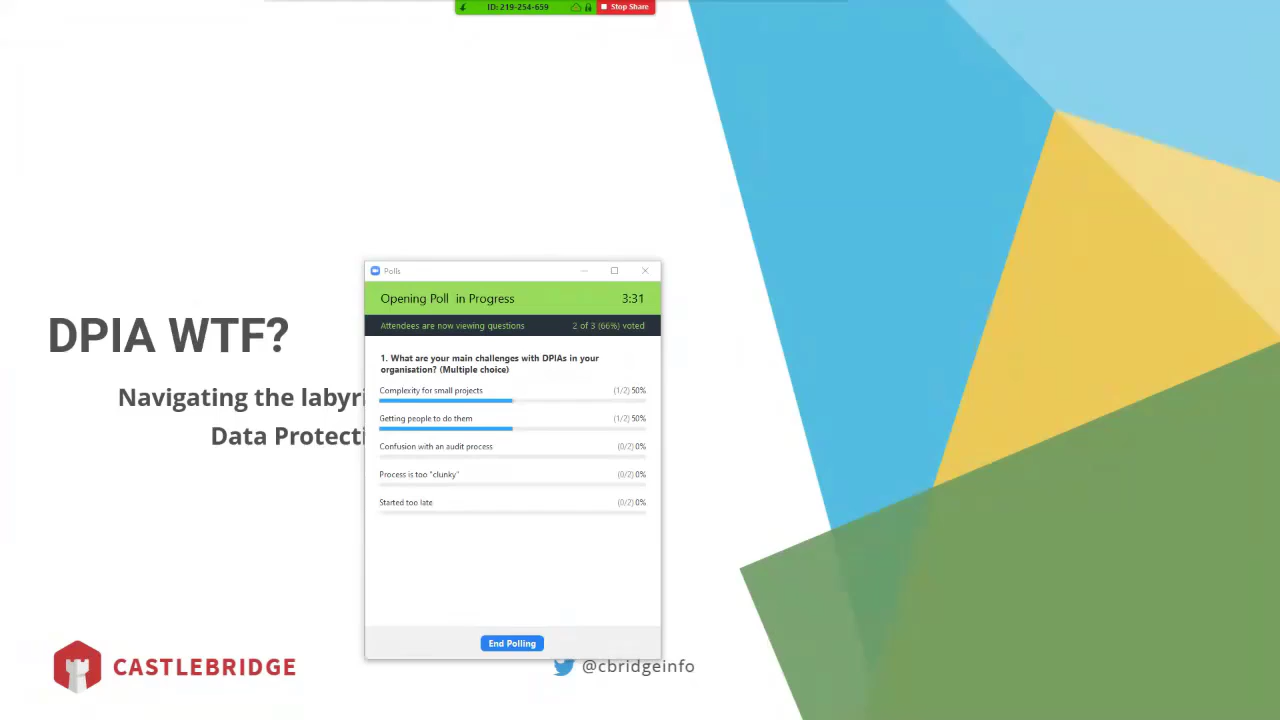 ID: 219-254-659 Stop Share
Polls
Opening Poll in Progress 3:31
Attendees are now viewing questions 2 of 3 (66%) voted
1. What are your main challenges with DPIAs in your
organisation? (Multiple choice)
Complexity for small projects (1/2) 50%
Getting people to do them (1/2) 50%
Confusion with an audit process (0/2) 0%
Process is too "clunky" (0/2) 0%
Started too late (0/2) 0%
End Polling
DPIA WTF?
Navigating the labyri
Data Protecti
CASTLEBRIDGE
@cbridgeinfo